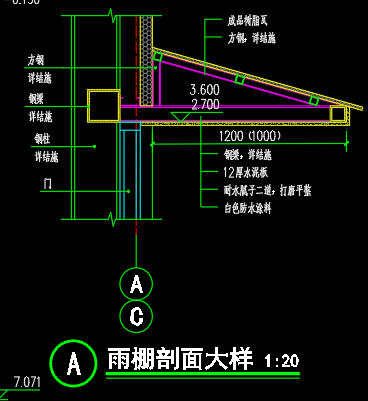 成品树脂瓦
方钢，详结施
方钢
详结施
钢梁
详结施
钢柱
详结施
门
3.600
2.700
1200(1000)
钢梁，详结施
12厚水泥板
耐水腻子二道，打磨平整
白色防水涂料
A
C
A 雨棚剖面大样 1:20
7.071